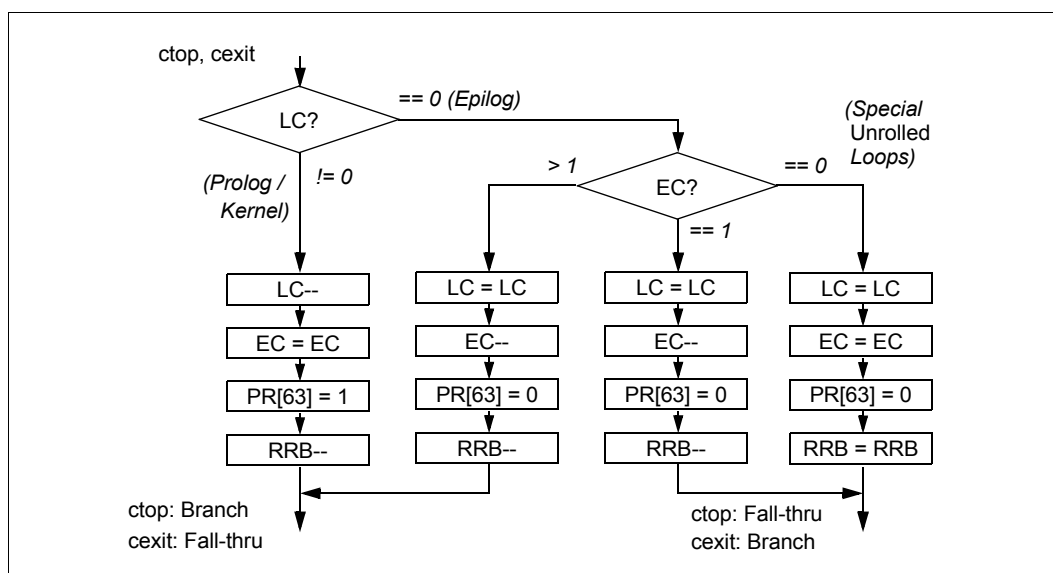 ctop, cexit
LC?
== 0 (Epilog)
(Special
Unrolled
Loops)
(Prolog /
Kernel)
!= 0
> 1
EC?
== 0
== 1
LC--
EC = EC
PR[63] = 1
RRB--
LC = LC
EC--
PR[63] = 0
RRB--
LC = LC
EC--
PR[63] = 0
RRB--
LC = LC
EC = EC
PR[63] = 0
RRB = RRB
ctop: Branch
cexit: Fall-thru
ctop: Fall-thru
cexit: Branch